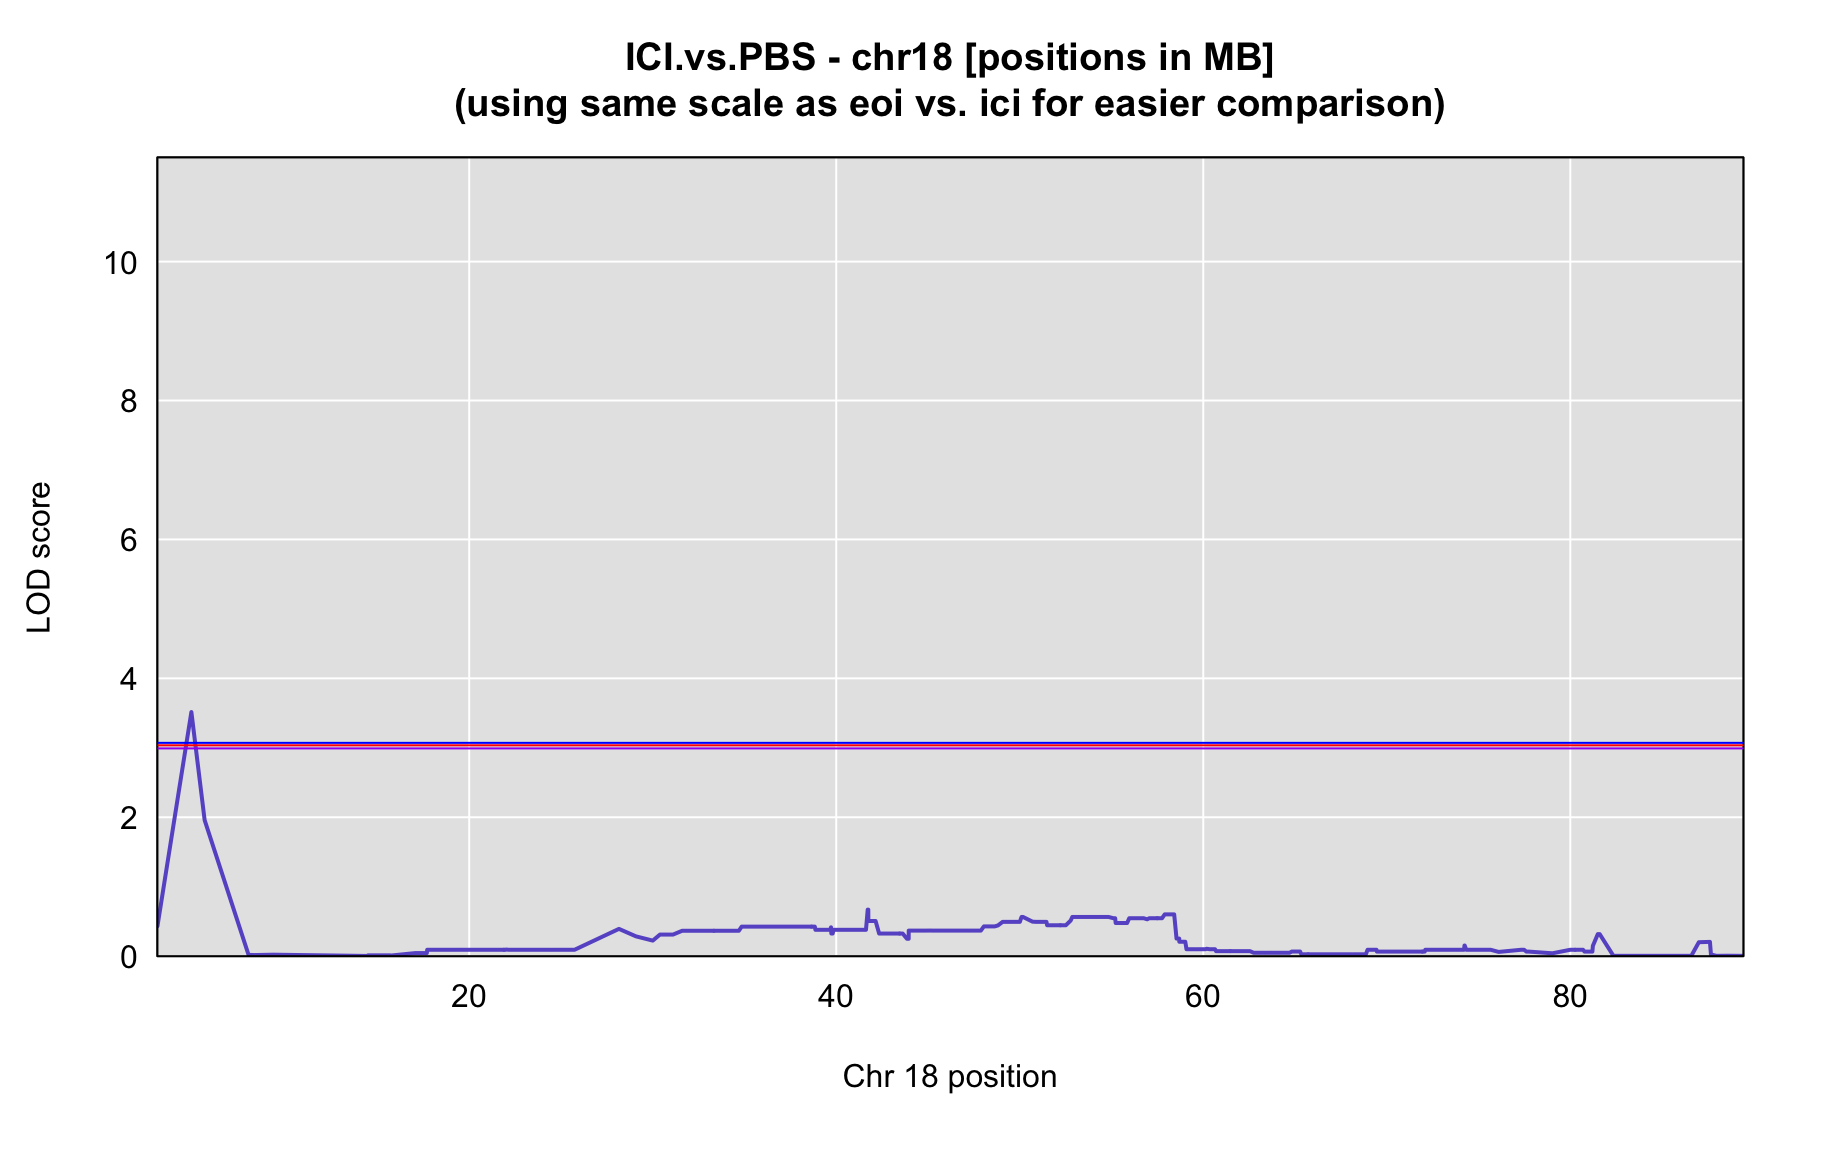 ICI.vs.PBS - chr18 [positions in MB]
(using same scale as eoi vs. ici for easier comparison)
10
8
6
4
2
0
LOD score
20 40 60 80
Chr 18 position